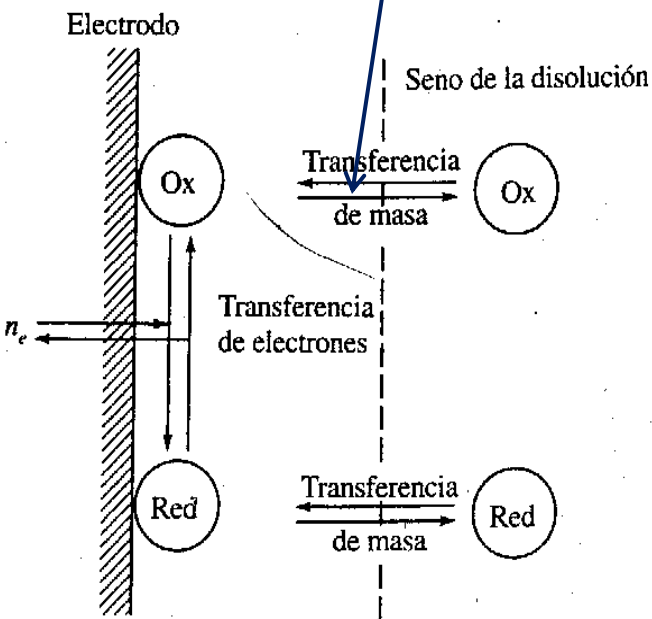 Electrodo
Seno de la disolución
Ox
Transferencia
de masa
Ox
Transferencia
de electrones
n_e
Red
Transferencia
de masa
Red